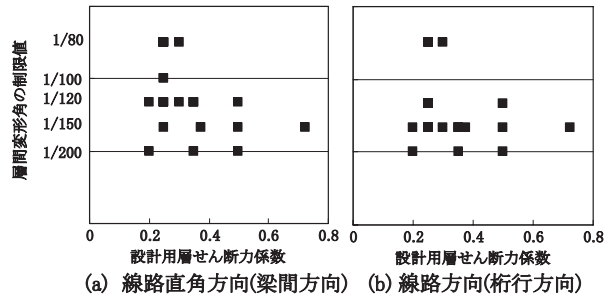 層間変形角の制限値
1/80
1/100
1/120
1/150
1/200
0 0.2 0.4 0.6 0.8
設計用層せん断力係数
(a) 線路直角方向(梁間方向)
0 0.2 0.4 0.6 0.8
設計用層せん断力係数
(b) 線路方向(桁行方向)